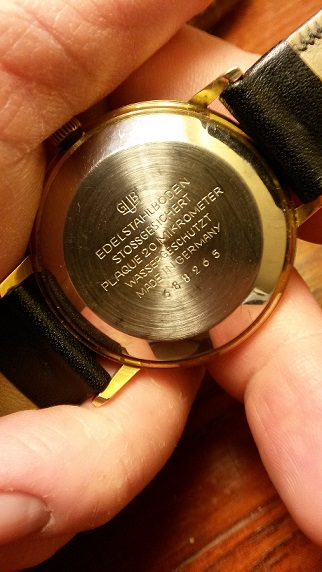 GUB
EDELSTAHLBODEN
STOSSGESICHERT
PLAQUE 20 MIKROMETER
WASSERGESCHÜTZT
MADE IN GERMANY
688265